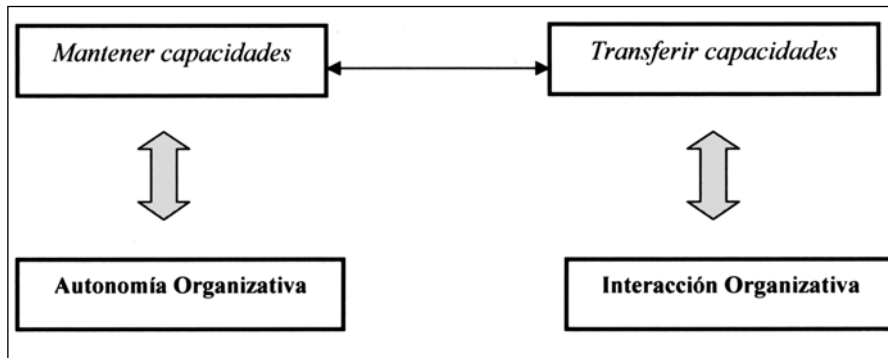 Mantener capacidades
Transferir capacidades
Autonomía Organizativa
Interacción Organizativa